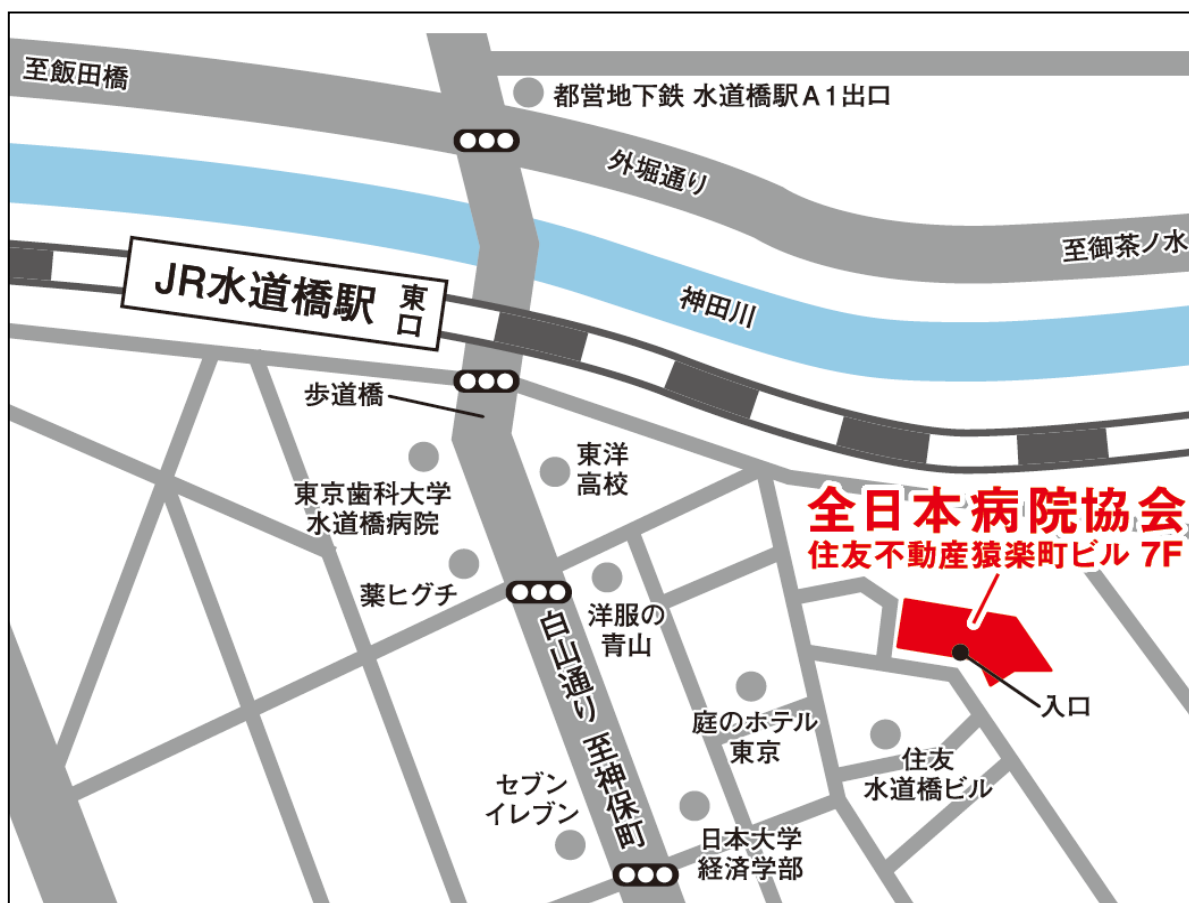 至飯田橋
都営地下鉄 水道橋駅A1出口
外堀通り
至御茶ノ水
JR水道橋駅
東口
神田川
歩道橋
東洋
高校
東京歯科大学
水道橋病院
全日本病院協会
住友不動産猿楽町ビル 7F
薬ヒグチ
洋服の
青山
白山通り 至神保町
入口
庭のホテル
東京
住友
水道橋ビル
セブン
イレブン
日本大学
経済学部